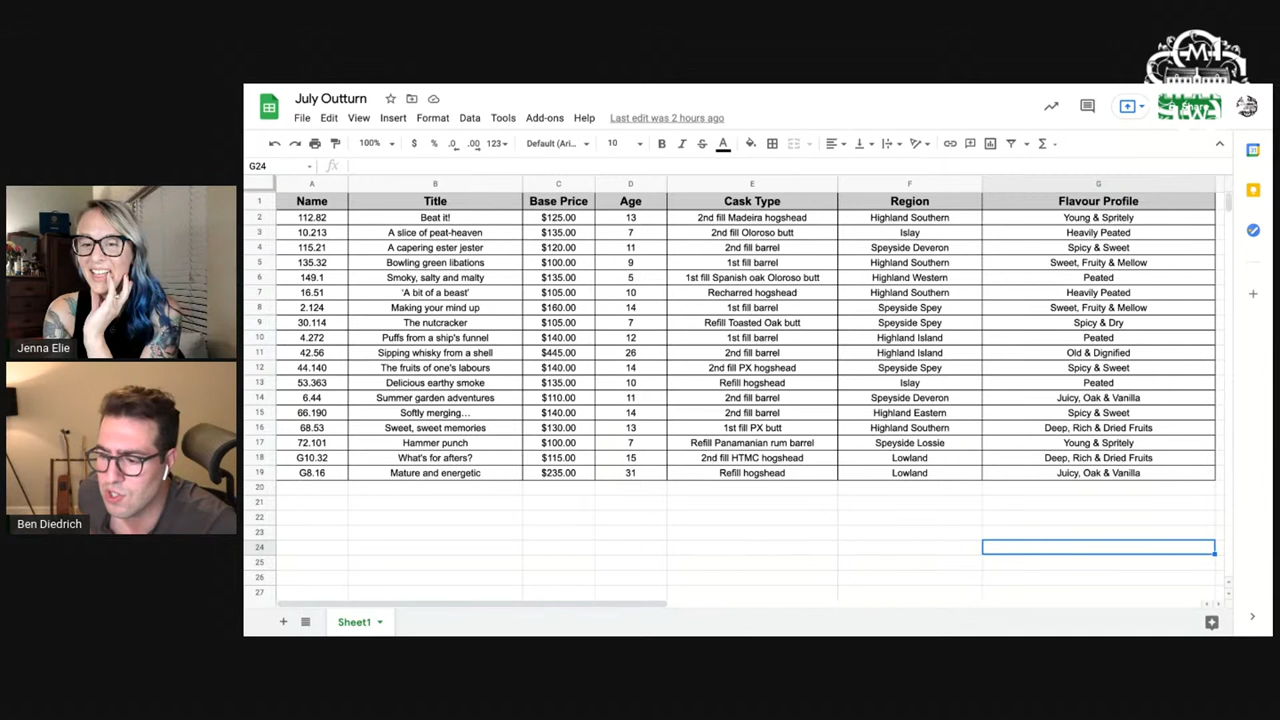 July Outturn
File Edit View Insert Format Data Tools Add-ons Help Last edit was 2 hours ago
100% $ % .0 .00 123 Default (Ari... 10 B I S A
G24 fx
A B C D E F G
1 Name Title Base Price Age Cask Type Region Flavour Profile
2 112.82 Beat it! $125.00 13 2nd fill Madeira hogshead Highland Southern Young & Spritely
3 10.213 A slice of peat-heaven $135.00 7 2nd fill Oloroso butt Islay Heavily Peated
4 115.21 A capering ester jester $120.00 11 2nd fill barrel Speyside Deveron Spicy & Sweet
5 135.32 Bowling green libations $100.00 9 1st fill barrel Highland Southern Sweet, Fruity & Mellow
6 149.1 Smoky, salty and malty $135.00 5 1st fill Spanish oak Oloroso butt Highland Western Peated
7 16.51 'A bit of a beast' $105.00 10 Recharred hogshead Highland Southern Heavily Peated
8 2.124 Making your mind up $160.00 14 1st fill barrel Speyside Spey Sweet, Fruity & Mellow
9 30.114 The nutcracker $105.00 7 Refill Toasted Oak butt Speyside Spey Spicy & Dry
10 4.272 Puffs from a ship's funnel $140.00 12 1st fill barrel Highland Island Peated
11 42.56 Sipping whisky from a shell $445.00 26 2nd fill barrel Highland Island Old & Dignified
12 44.140 The fruits of one's labours $140.00 14 2nd fill PX hogshead Speyside Spey Spicy & Sweet
13 53.363 Delicious earthy smoke $135.00 10 Refill hogshead Islay Peated
14 6.44 Summer garden adventures $110.00 11 2nd fill barrel Speyside Deveron Juicy, Oak & Vanilla
15 66.190 Softly merging... $140.00 14 2nd fill barrel Highland Eastern Spicy & Sweet
16 68.53 Sweet, sweet memories $130.00 13 1st fill PX butt Highland Southern Deep, Rich & Dried Fruits
17 72.101 Hammer punch $100.00 7 Refill Panamanian rum barrel Speyside Lossie Young & Spritely
18 G10.32 What's for afters? $115.00 15 2nd fill HTMC hogshead Lowland Deep, Rich & Dried Fruits
19 G8.16 Mature and energetic $235.00 31 Refill hogshead Lowland Juicy, Oak & Vanilla
20
21
22
23
24
25
26
27
Sheet1
Jenna Elie
Ben Diedrich